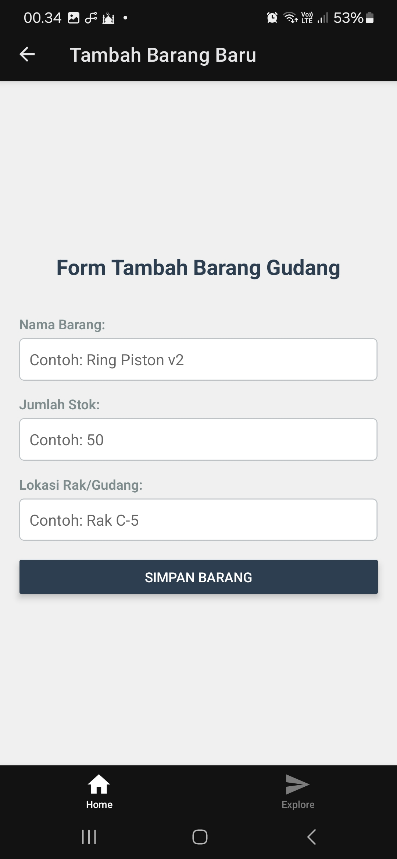 00.34 53%
Tambah Barang Baru
Form Tambah Barang Gudang
Nama Barang:
Contoh: Ring Piston v2
Jumlah Stok:
Contoh: 50
Lokasi Rak/Gudang:
Contoh: Rak C-5
SIMPAN BARANG
Home Explore